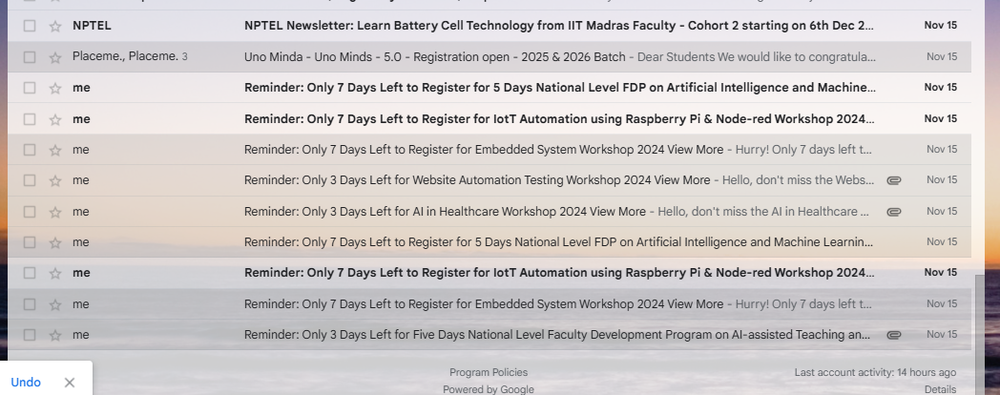 NPTEL NPTEL Newsletter: Learn Battery Cell Technology from IIT Madras Faculty - Cohort 2 starting on 6th Dec 2... Nov 15
Placeme., Placeme. 3 Uno Minda - Uno Minds - 5.0 - Registration open - 2025 & 2026 Batch - Dear Students We would like to congratula... Nov 15
me Reminder: Only 7 Days Left to Register for 5 Days National Level FDP on Artificial Intelligence and Machine... Nov 15
me Reminder: Only 7 Days Left to Register for IotT Automation using Raspberry Pi & Node-red Workshop 2024... Nov 15
me Reminder: Only 7 Days Left to Register for Embedded System Workshop 2024 View More - Hurry! Only 7 days left t... Nov 15
me Reminder: Only 3 Days Left for Website Automation Testing Workshop 2024 View More - Hello, don't miss the Webs... Nov 15
me Reminder: Only 3 Days Left for AI in Healthcare Workshop 2024 View More - Hello, don't miss the AI in Healthcare ... Nov 15
me Reminder: Only 7 Days Left to Register for 5 Days National Level FDP on Artificial Intelligence and Machine Learnin... Nov 15
me Reminder: Only 7 Days Left to Register for IotT Automation using Raspberry Pi & Node-red Workshop 2024... Nov 15
me Reminder: Only 7 Days Left to Register for Embedded System Workshop 2024 View More - Hurry! Only 7 days left t... Nov 15
me Reminder: Only 3 Days Left for Five Days National Level Faculty Development Program on AI-assisted Teaching an... Nov 15
Program Policies Last account activity: 14 hours ago
Undo
Powered by Google Details